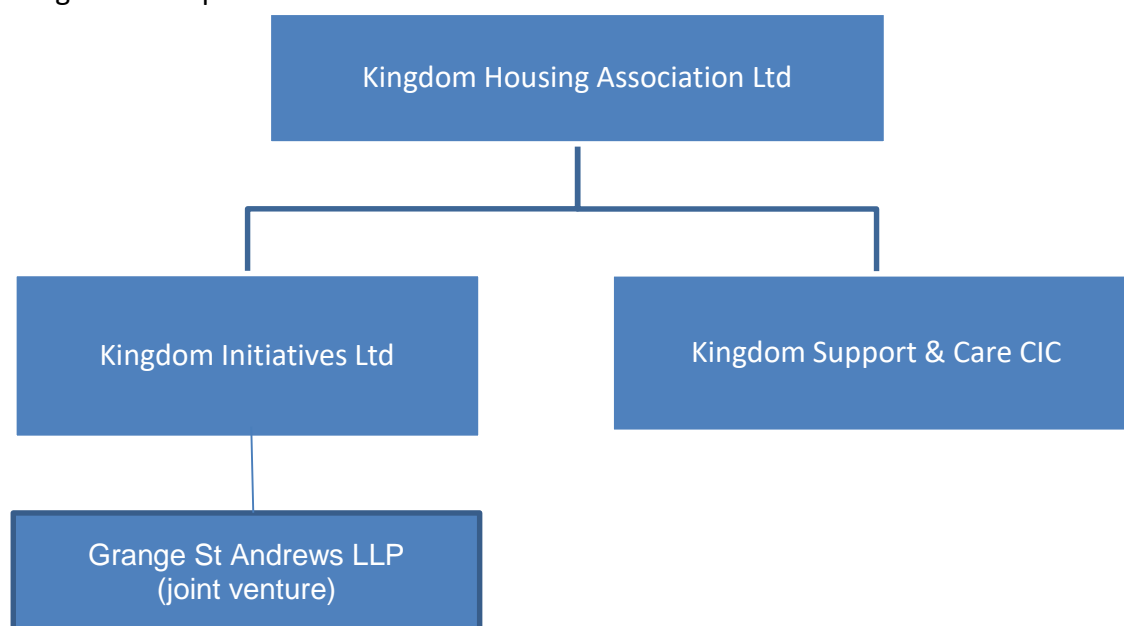 Kingdom Housing Association Ltd
Kingdom Initiatives Ltd
Kingdom Support & Care CIC
Grange St Andrews LLP
(joint venture)